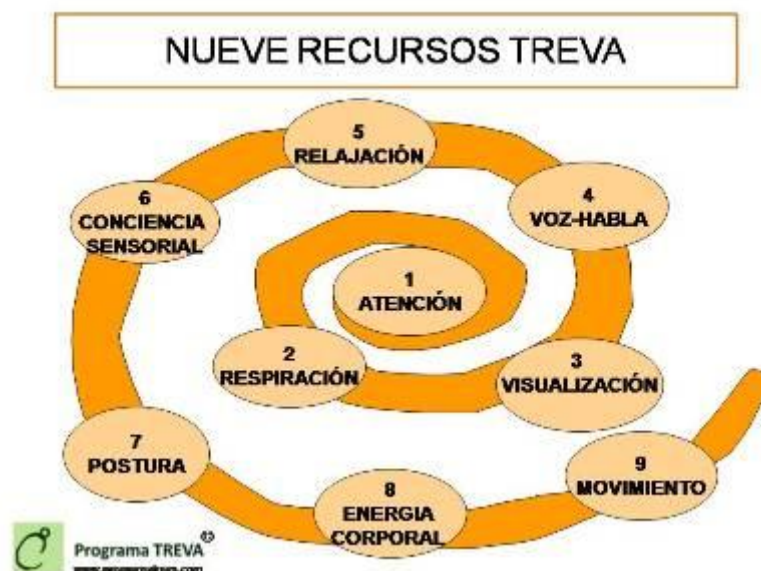 NUEVE RECURSOS TREVA
1
ATENCIÓN
2
RESPIRACIÓN
3
VISUALIZACIÓN
4
VOZ-HABLA
5
RELAJACIÓN
6
CONCIENCIA
SENSORIAL
7
POSTURA
8
ENERGIA
CORPORAL
9
MOVIMIENTO
Programa TREVA